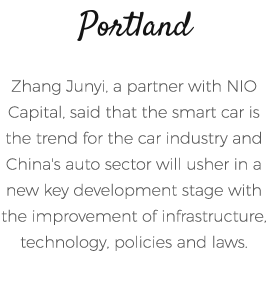 Portland
Zhang Junyi, a partner with NIO
Capital, said that the smart car is
the trend for the car industry and
China's auto sector will usher in a
new key development stage with
the improvement of infrastructure,
technology, policies and laws.